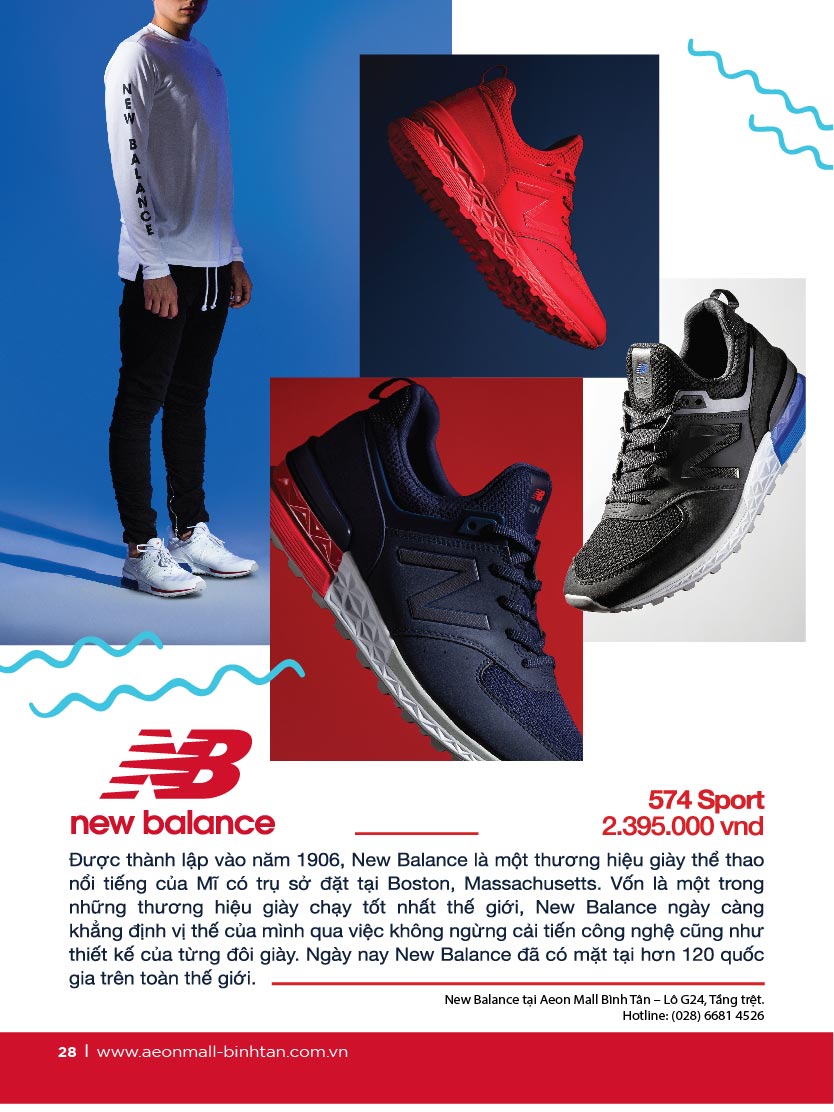 NEW BALANCE
574 Sport
2.395.000 vnd
new balance
Được thành lập vào năm 1906, New Balance là một thương hiệu giày thể thao
nổi tiếng của Mĩ có trụ sở đặt tại Boston, Massachusetts. Vốn là một trong
những thương hiệu giày chạy tốt nhất thế giới, New Balance ngày càng
khẳng định vị thế của mình qua việc không ngừng cải tiến công nghệ cũng như
thiết kế của từng đôi giày. Ngày nay New Balance đã có mặt tại hơn 120 quốc
gia trên toàn thế giới.
New Balance tại Aeon Mall Bình Tân – Lô G24, Tầng trệt.
Hotline: (028) 6681 4526
28 | www.aeonmall-binhtan.com.vn